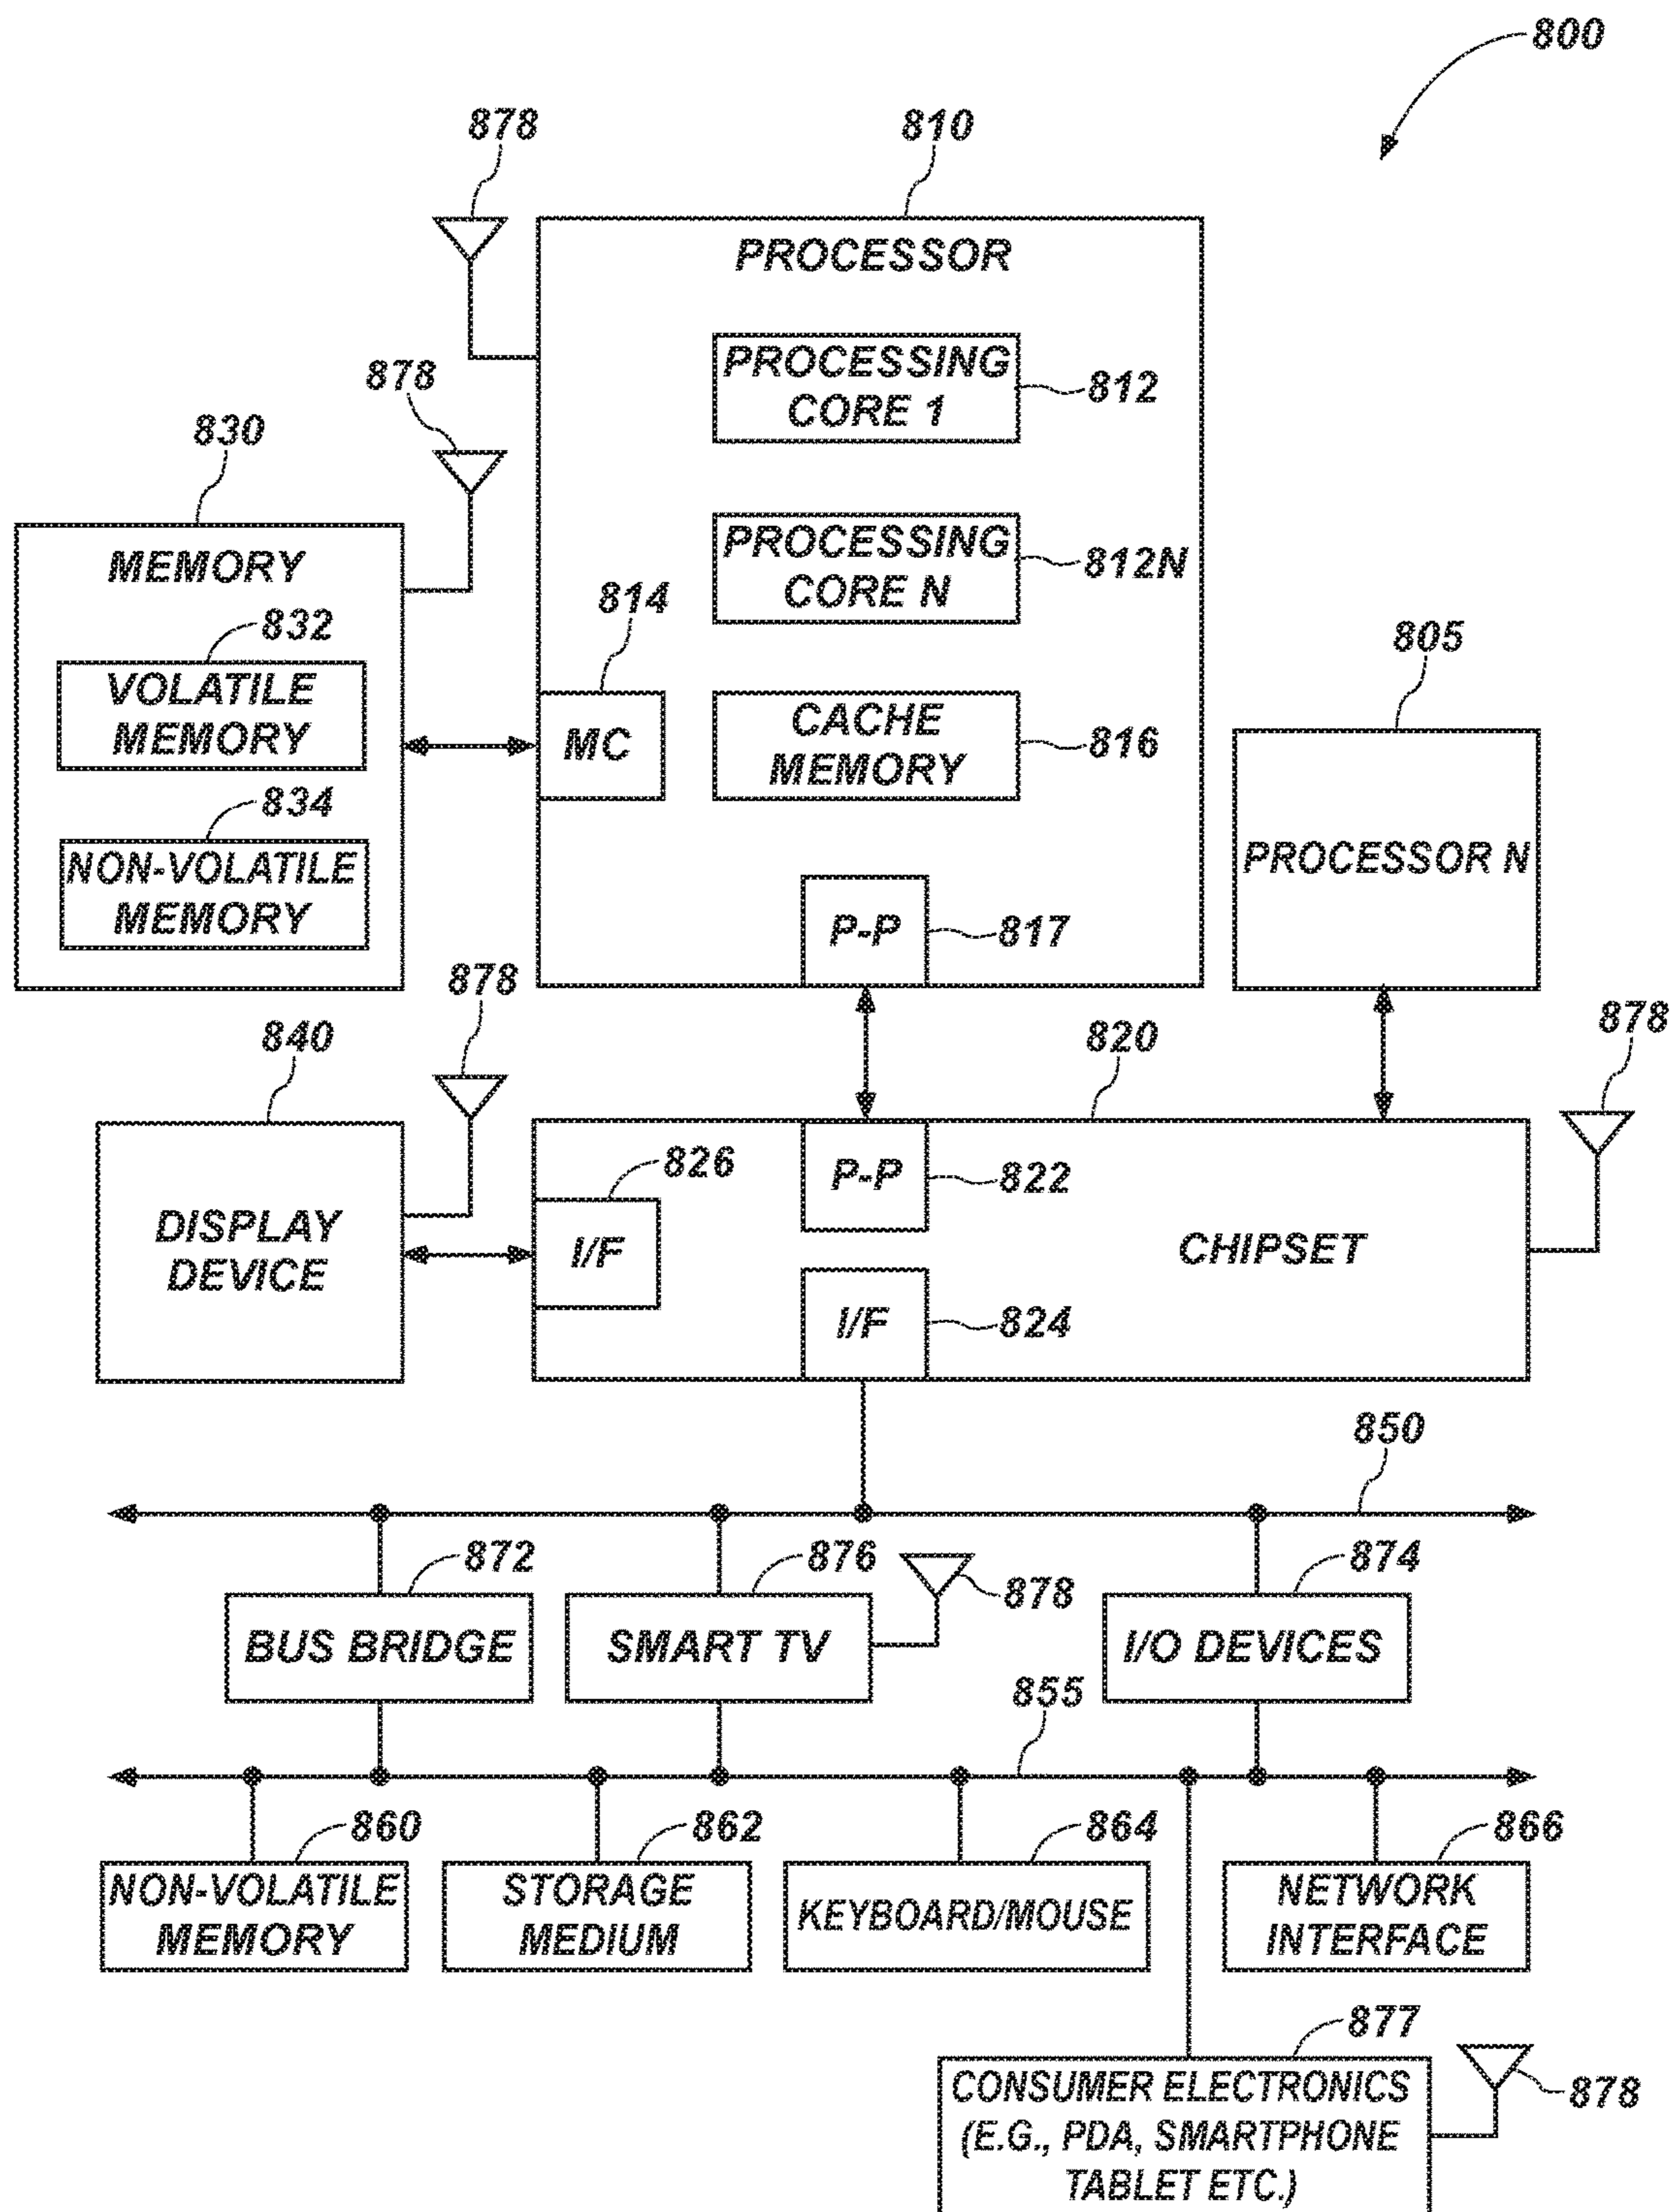 800
878
810
PROCESSOR
PROCESSING
CORE 1
812
878
830
MEMORY
PROCESSING
CORE N
812N
814
832
VOLATILE
MEMORY
MC
CACHE
MEMORY
816
805
PROCESSOR N
834
NON-VOLATILE
MEMORY
P-P
817
878
840
820
878
DISPLAY
DEVICE
826
I/F
P-P
822
CHIPSET
I/F
824
850
872
876
878
874
BUS BRIDGE
SMART TV
I/O DEVICES
855
860
862
864
866
NON-VOLATILE
MEMORY
STORAGE
MEDIUM
KEYBOARD/MOUSE
NETWORK
INTERFACE
877
878
CONSUMER ELECTRONICS
(E.G., PDA, SMARTPHONE
TABLET ETC.)